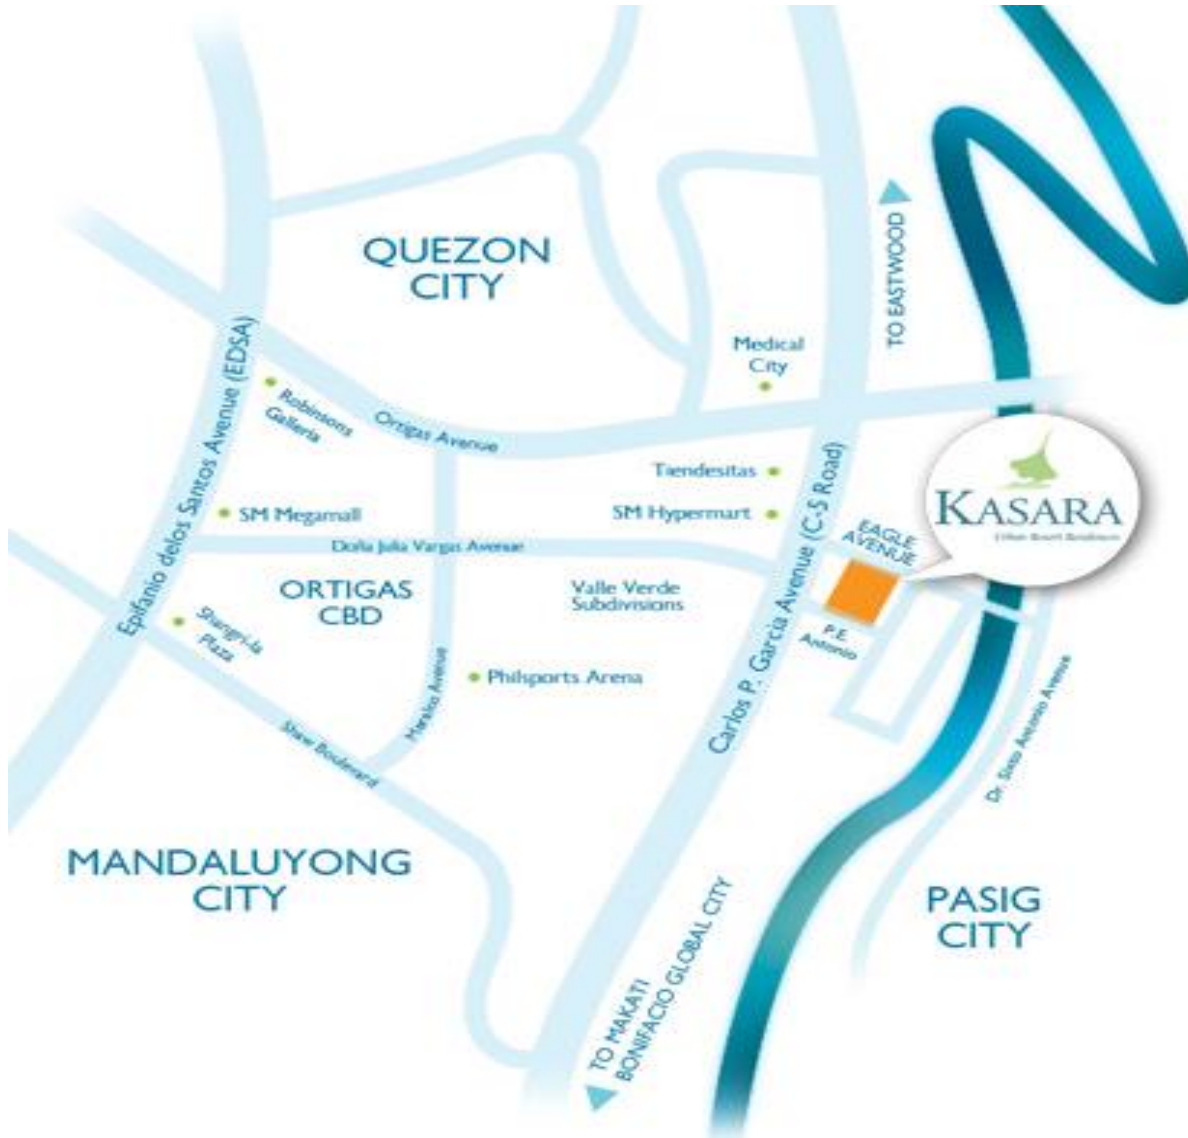 QUEZON
CITY
TO EASTWOOD
Medical
City
Epifanio delos Santos Avenue (EDSA)
Robinsons
Galleria
Ortigas Avenue
Tiendesitas
SM Megamall
SM Hypermart
Carlos P. Garcia Avenue (C-5 Road)
EAGLE
AVENUE
KASARA
Urban Resort Residences
Doña Julia Vargas Avenue
ORTIGAS
CBD
Valle Verde
Subdivisions
Shangri-la
Plaza
P.E.
Antonio
Philsports Arena
Meralco Avenue
Shaw Boulevard
Dr. Sixto Antonio Avenue
MANDALUYONG
CITY
PASIG
CITY
TO MAKATI
BONIFACIO GLOBAL CITY